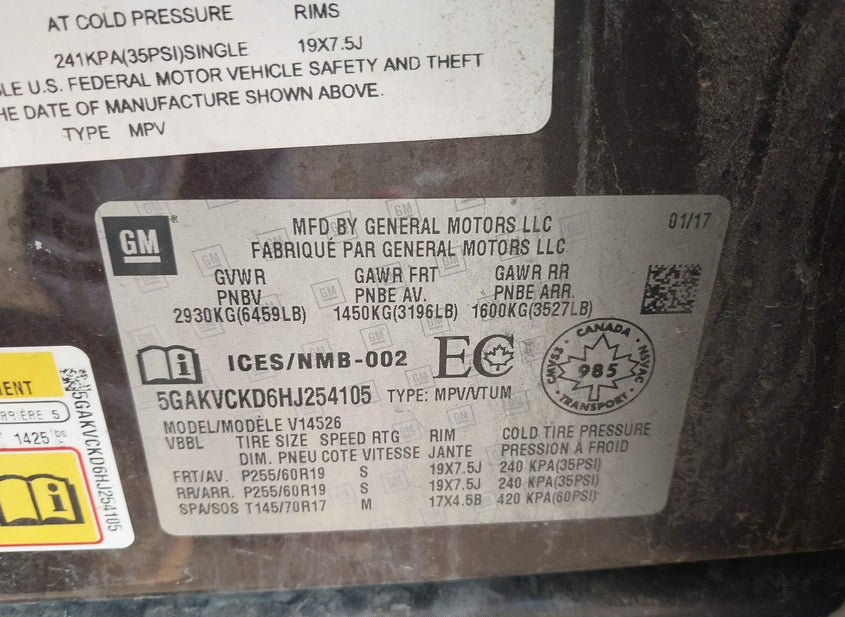 AT COLD PRESSURE RIMS
241KPA(35PSI)SINGLE 19X7.5J
LE U.S. FEDERAL MOTOR VEHICLE SAFETY AND THEFT
HE DATE OF MANUFACTURE SHOWN ABOVE.
TYPE MPV
GM ®
MFD BY GENERAL MOTORS LLC 01/17
FABRIQUÉ PAR GENERAL MOTORS LLC
GVWR GAWR FRT GAWR RR
PNBV PNBE AV. PNBE ARR.
2930KG(6459LB) 1450KG(3196LB) 1600KG(3527LB)
i ICES/NMB-002 EC
CANADA
CMVSS 985 NSVAC
TRANSPORT
5GAKVCKD6HJ254105 TYPE: MPV/VTUM
MODEL/MODÈLE V14526
VBBL TIRE SIZE SPEED RTG RIM COLD TIRE PRESSURE
DIM. PNEU COTE VITESSE JANTE PRESSION À FROID
FRT/AV. P255/60R19 S 19X7.5J 240 KPA(35PSI)
RR/ARR. P255/60R19 S 19X7.5J 240 KPA(35PSI)
SPA/SOS T145/70R17 M 17X4.5B 420 KPA(60PSI)
MENT
5
1425 lbs
i
5GAKVCKD6HJ254105